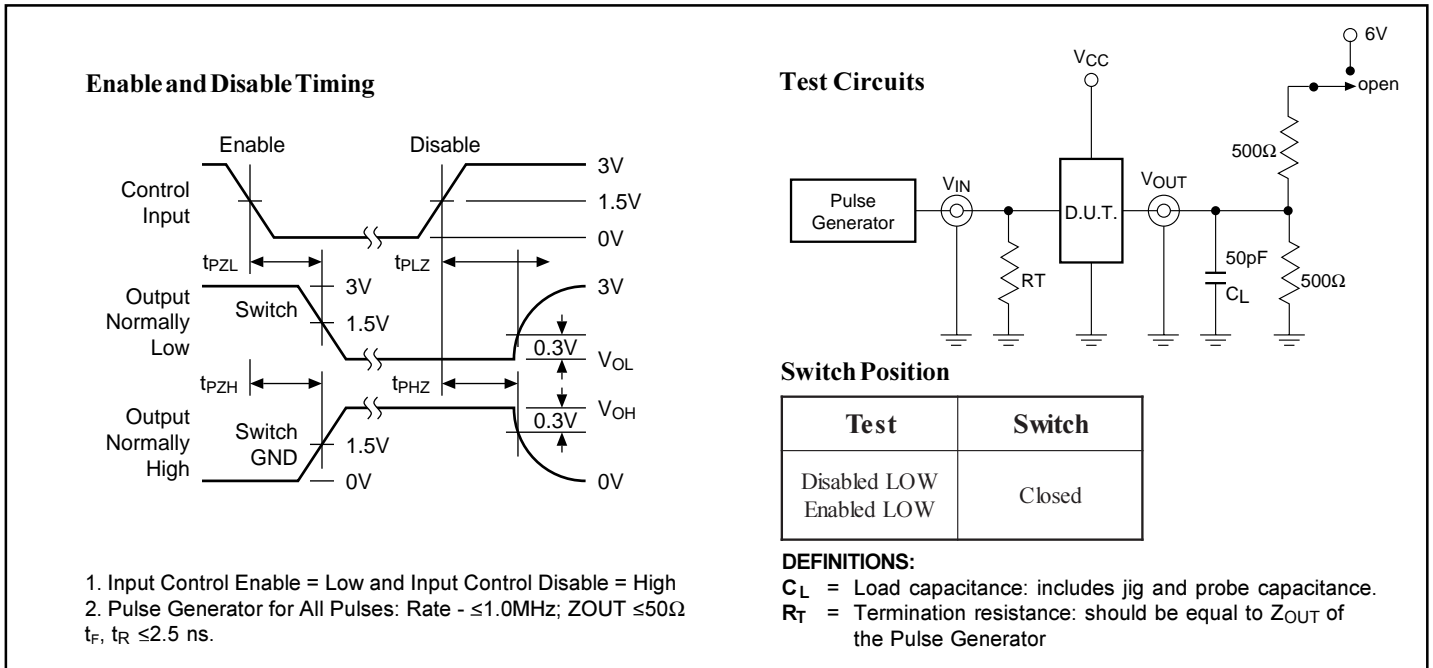 Enable and Disable Timing
Enable
Disable
Control
Input
3V
1.5V
0V
tPZL
tPLZ
Output
Normally
Low
Switch
3V
1.5V
3V
0.3V
VOL
tPZH
tPHZ
Output
Normally
High
Switch
GND
1.5V
0V
VOH
0.3V
0V
1. Input Control Enable = Low and Input Control Disable = High
2. Pulse Generator for All Pulses: Rate - ≤1.0MHz; ZOUT ≤50Ω
tF, tR ≤2.5 ns.
Test Circuits
6V
open
VCC
500Ω
Pulse
Generator
VIN
D.U.T.
VOUT
RT
50pF
CL
500Ω
Switch Position
Test
Switch
Disabled LOW
Enabled LOW
Closed
DEFINITIONS:
CL = Load capacitance: includes jig and probe capacitance.
RT = Termination resistance: should be equal to ZOUT of
the Pulse Generator